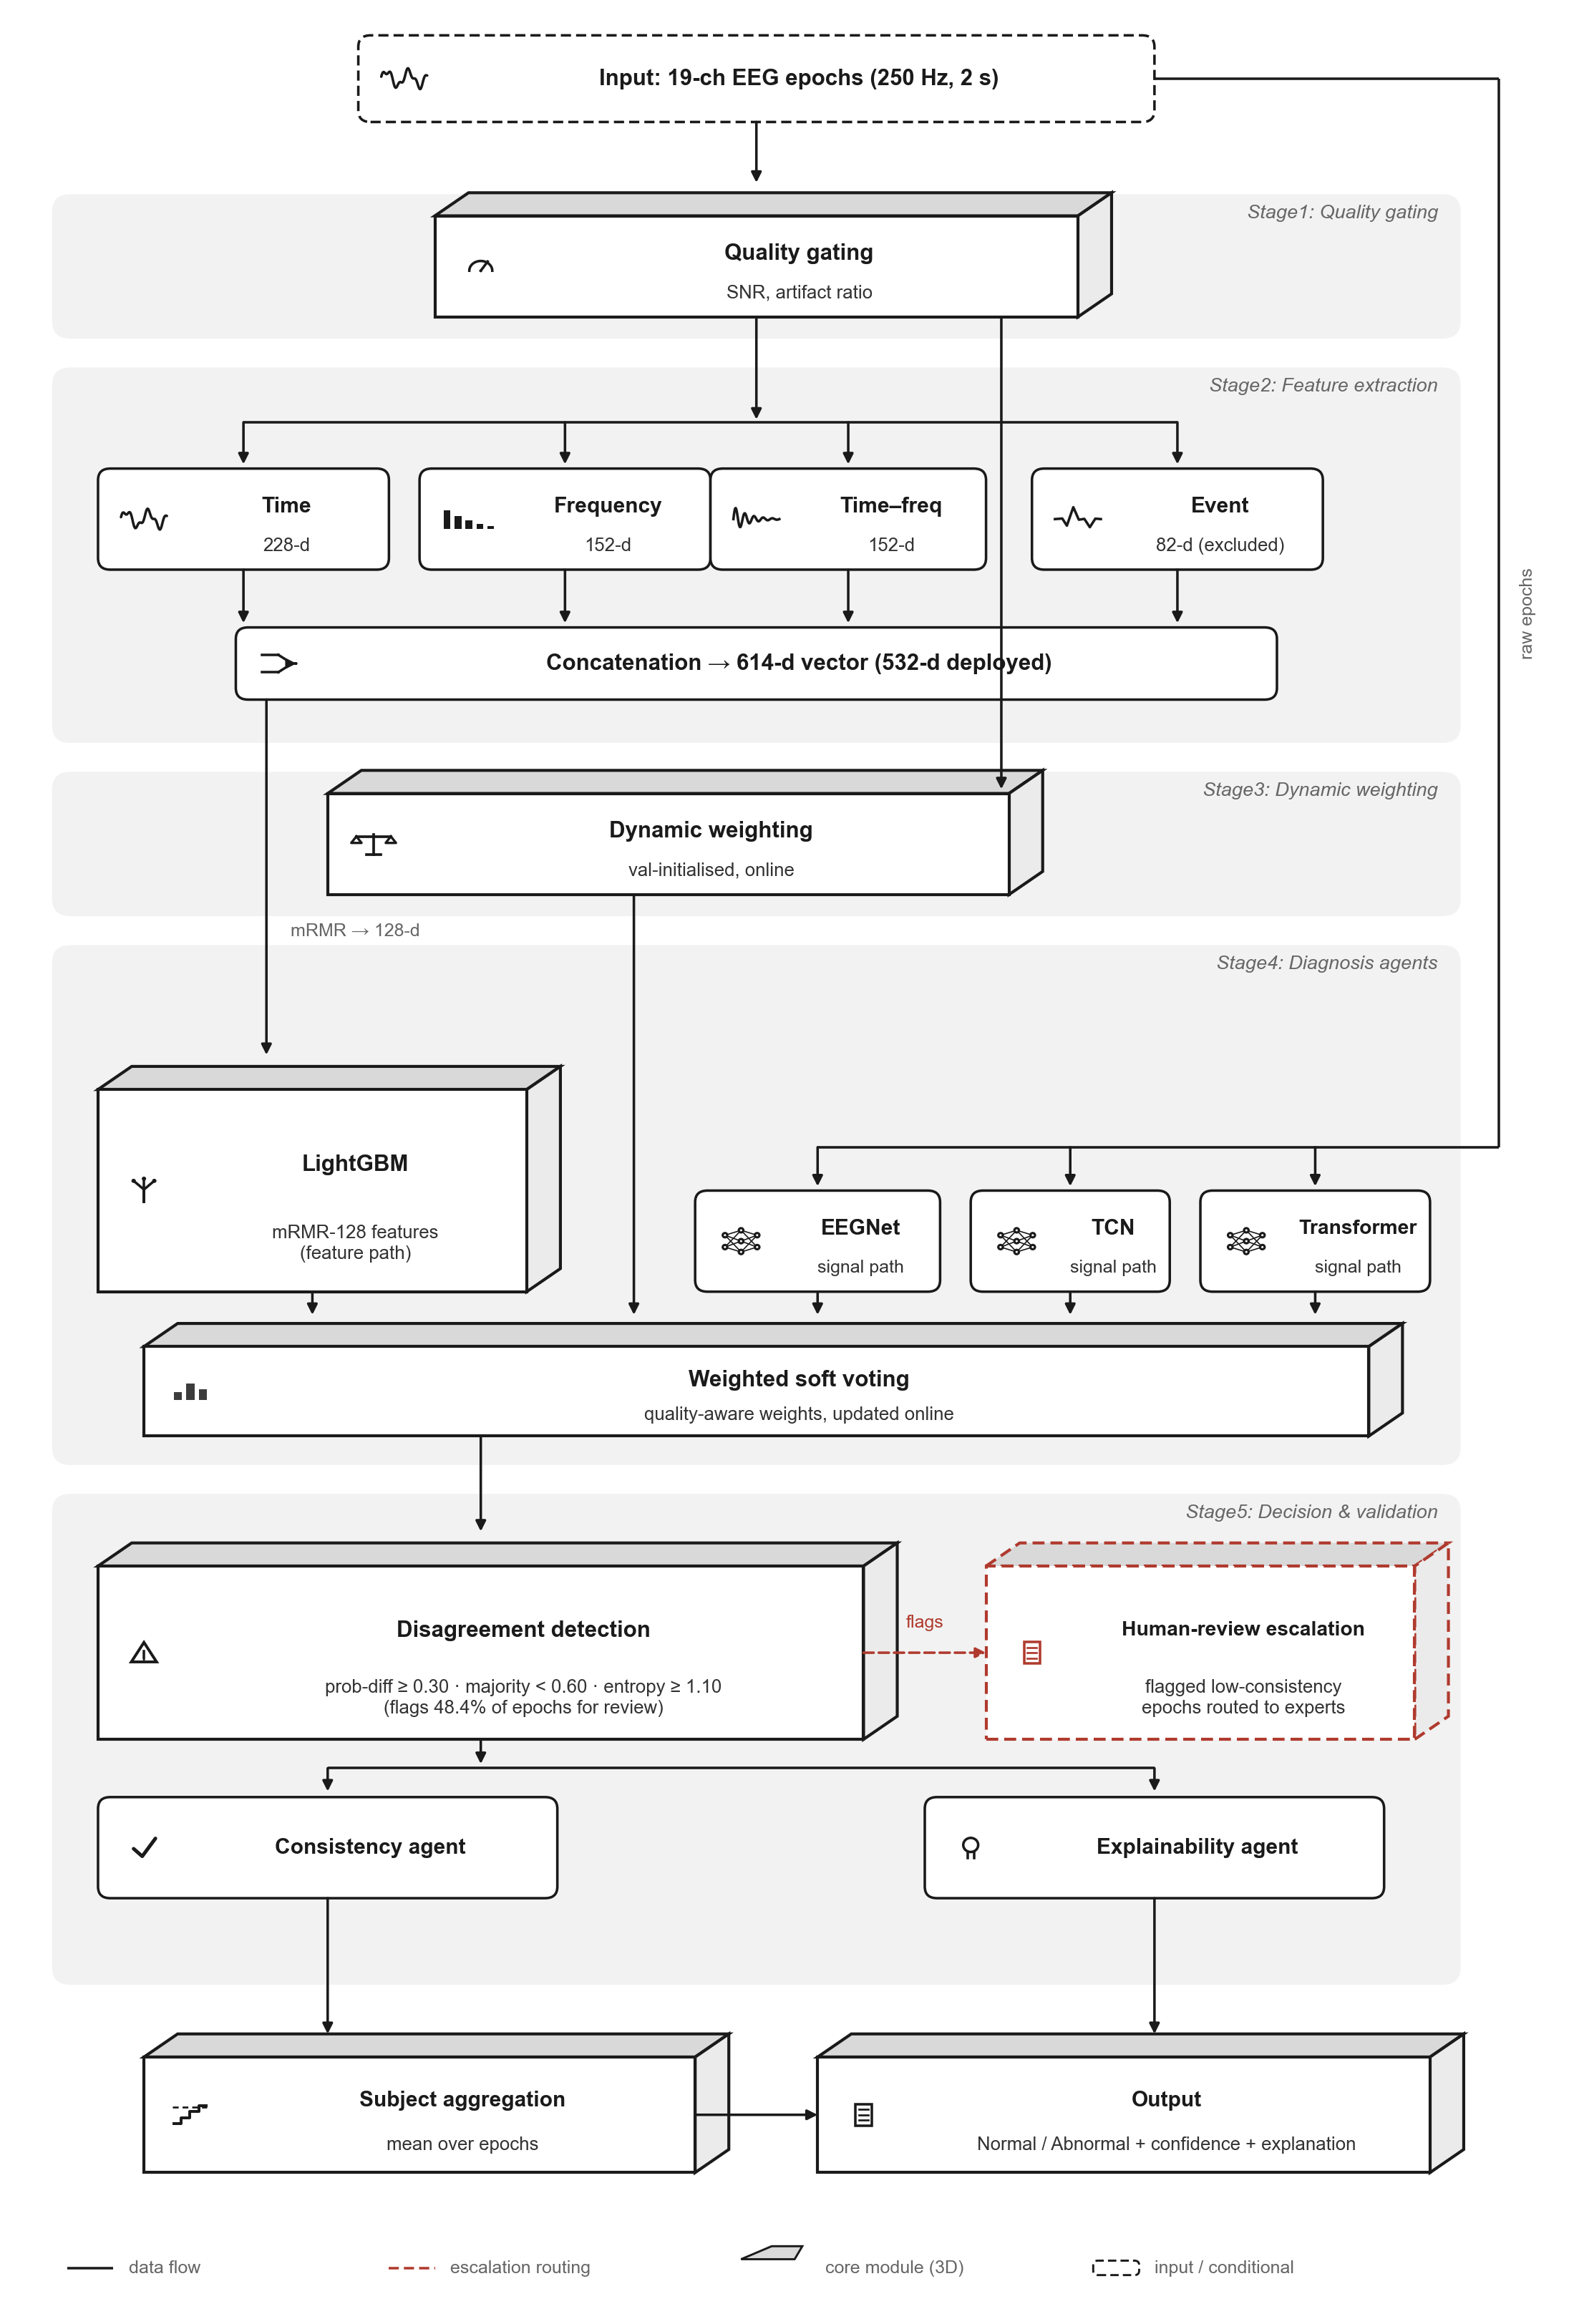 Input: 19-ch EEG epochs (250 Hz, 2 s)
Stage1: Quality gating
Quality gating
SNR, artifact ratio
Stage2: Feature extraction
Time
228-d
Frequency
152-d
Time–freq
152-d
Event
82-d (excluded)
raw epochs
Concatenation → 614-d vector (532-d deployed)
Stage3: Dynamic weighting
Dynamic weighting
val-initialised, online
mRMR → 128-d
Stage4: Diagnosis agents
LightGBM
mRMR-128 features
(feature path)
EEGNet
signal path
TCN
signal path
Transformer
signal path
Weighted soft voting
quality-aware weights, updated online
Stage5: Decision & validation
Disagreement detection
prob-diff ≥ 0.30 · majority < 0.60 · entropy ≥ 1.10
(flags 48.4% of epochs for review)
flags
Human-review escalation
flagged low-consistency
epochs routed to experts
Consistency agent
Explainability agent
Subject aggregation
mean over epochs
Output
Normal / Abnormal + confidence + explanation
data flow
escalation routing
core module (3D)
input / conditional